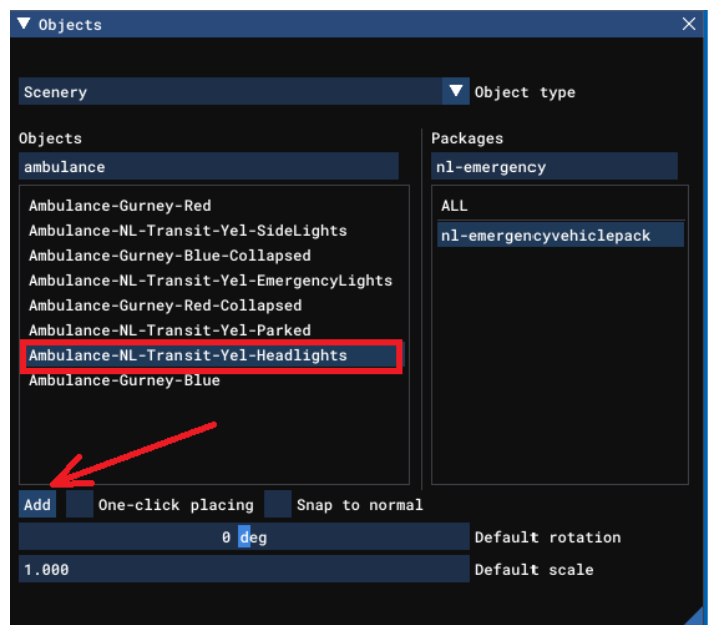 Objects
Scenery
Object type
Objects
Packages
ambulance
nl-emergency
Ambulance-Gurney-Red
Ambulance-NL-Transit-Yel-SideLights
Ambulance-Gurney-Blue-Collapsed
Ambulance-NL-Transit-Yel-EmergencyLights
Ambulance-Gurney-Red-Collapsed
Ambulance-NL-Transit-Yel-Parked
Ambulance-NL-Transit-Yel-Headlights
Ambulance-Gurney-Blue
ALL
nl-emergencyvehiclepack
Add One-click placing Snap to normal
0 deg Default rotation
1.000 Default scale